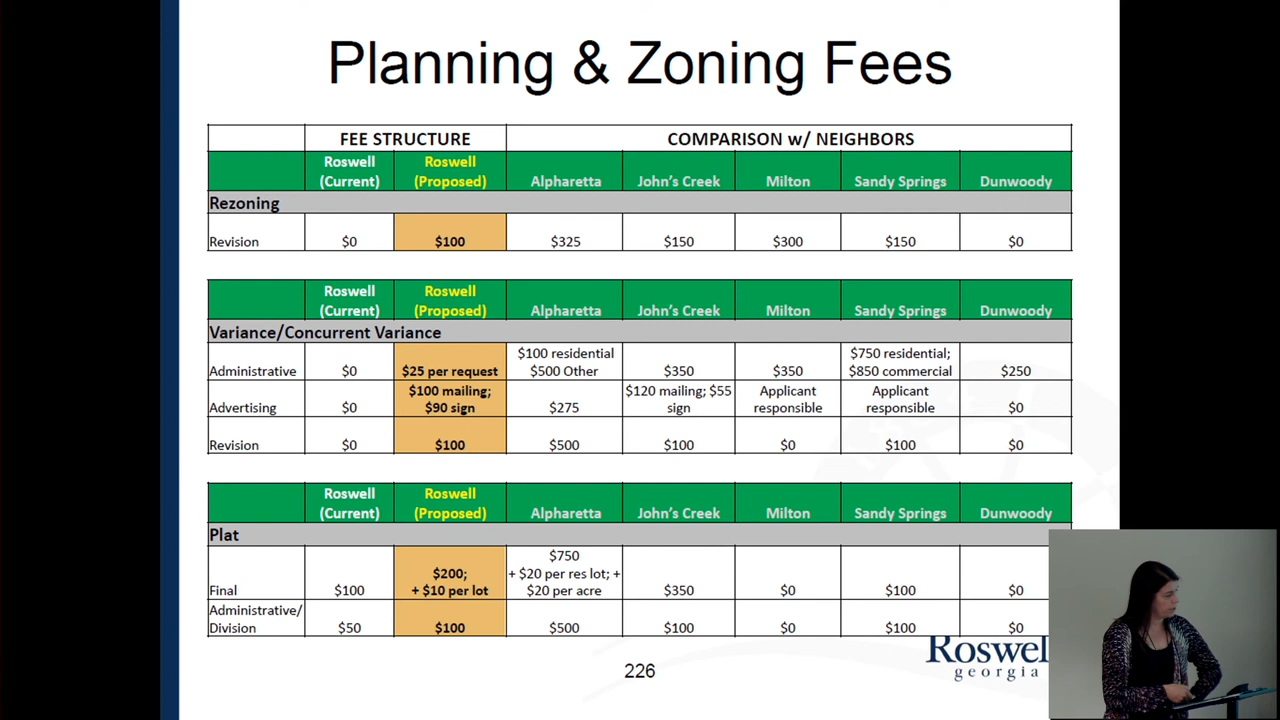 Planning & Zoning Fees
FEE STRUCTURE COMPARISON w/ NEIGHBORS
Roswell (Current) Roswell (Proposed) Alpharetta John's Creek Milton Sandy Springs Dunwoody
Rezoning
Revision $0 $100 $325 $150 $300 $150 $0
Roswell (Current) Roswell (Proposed) Alpharetta John's Creek Milton Sandy Springs Dunwoody
Variance/Concurrent Variance
Administrative $0 $25 per request $100 residential $500 Other $350 $350 $750 residential; $850 commercial $250
Advertising $0 $100 mailing; $90 sign $275 $120 mailing; $55 sign Applicant responsible Applicant responsible $0
Revision $0 $100 $500 $100 $0 $100 $0
Roswell (Current) Roswell (Proposed) Alpharetta John's Creek Milton Sandy Springs Dunwoody
Plat
Final $100 $200; + $10 per lot $750 + $20 per res lot; + $20 per acre $350 $0 $100 $0
Administrative/ Division $50 $100 $500 $100 $0 $100 $0
Roswel
georgia
226